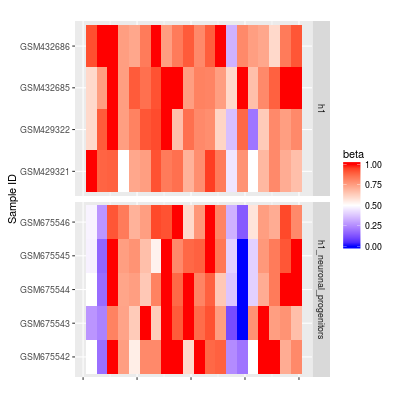 GSM432686
GSM432685
GSM429322
GSM429321
h1
Sample ID
GSM675546
GSM675545
GSM675544
GSM675543
GSM675542
h1_neuronal_progenitors
beta
1.00
0.75
0.50
0.25
0.00